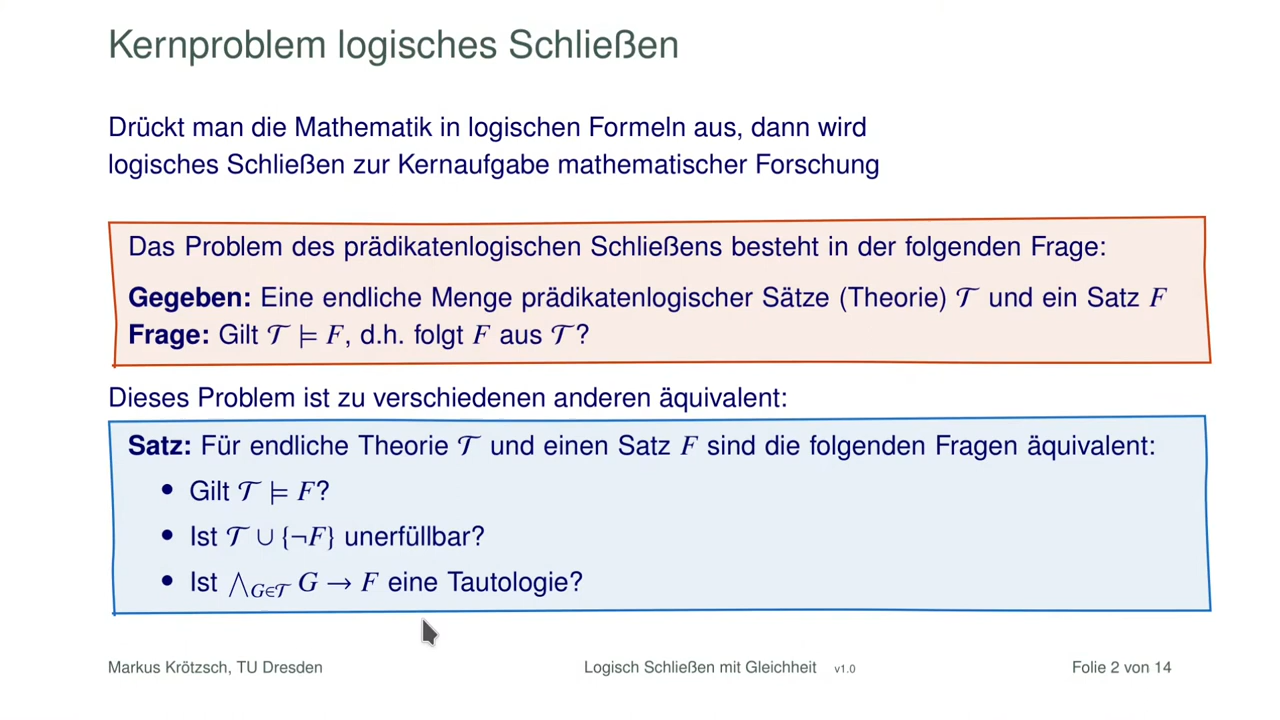 Kernproblem logisches Schließen
Drückt man die Mathematik in logischen Formeln aus, dann wird
logisches Schließen zur Kernaufgabe mathematischer Forschung
Das Problem des prädikatenlogischen Schließens besteht in der folgenden Frage:
Gegeben: Eine endliche Menge prädikatenlogischer Sätze (Theorie) 𝒯 und ein Satz F
Frage: Gilt 𝒯 ⊨ F, d.h. folgt F aus 𝒯?
Dieses Problem ist zu verschiedenen anderen äquivalent:
Satz: Für endliche Theorie 𝒯 und einen Satz F sind die folgenden Fragen äquivalent:
• Gilt 𝒯 ⊨ F?
• Ist 𝒯 ∪ {¬F} unerfüllbar?
• Ist ⋀G∈𝒯 G → F eine Tautologie?
Markus Krötzsch, TU Dresden Logisch Schließen mit Gleichheit v1.0 Folie 2 von 14